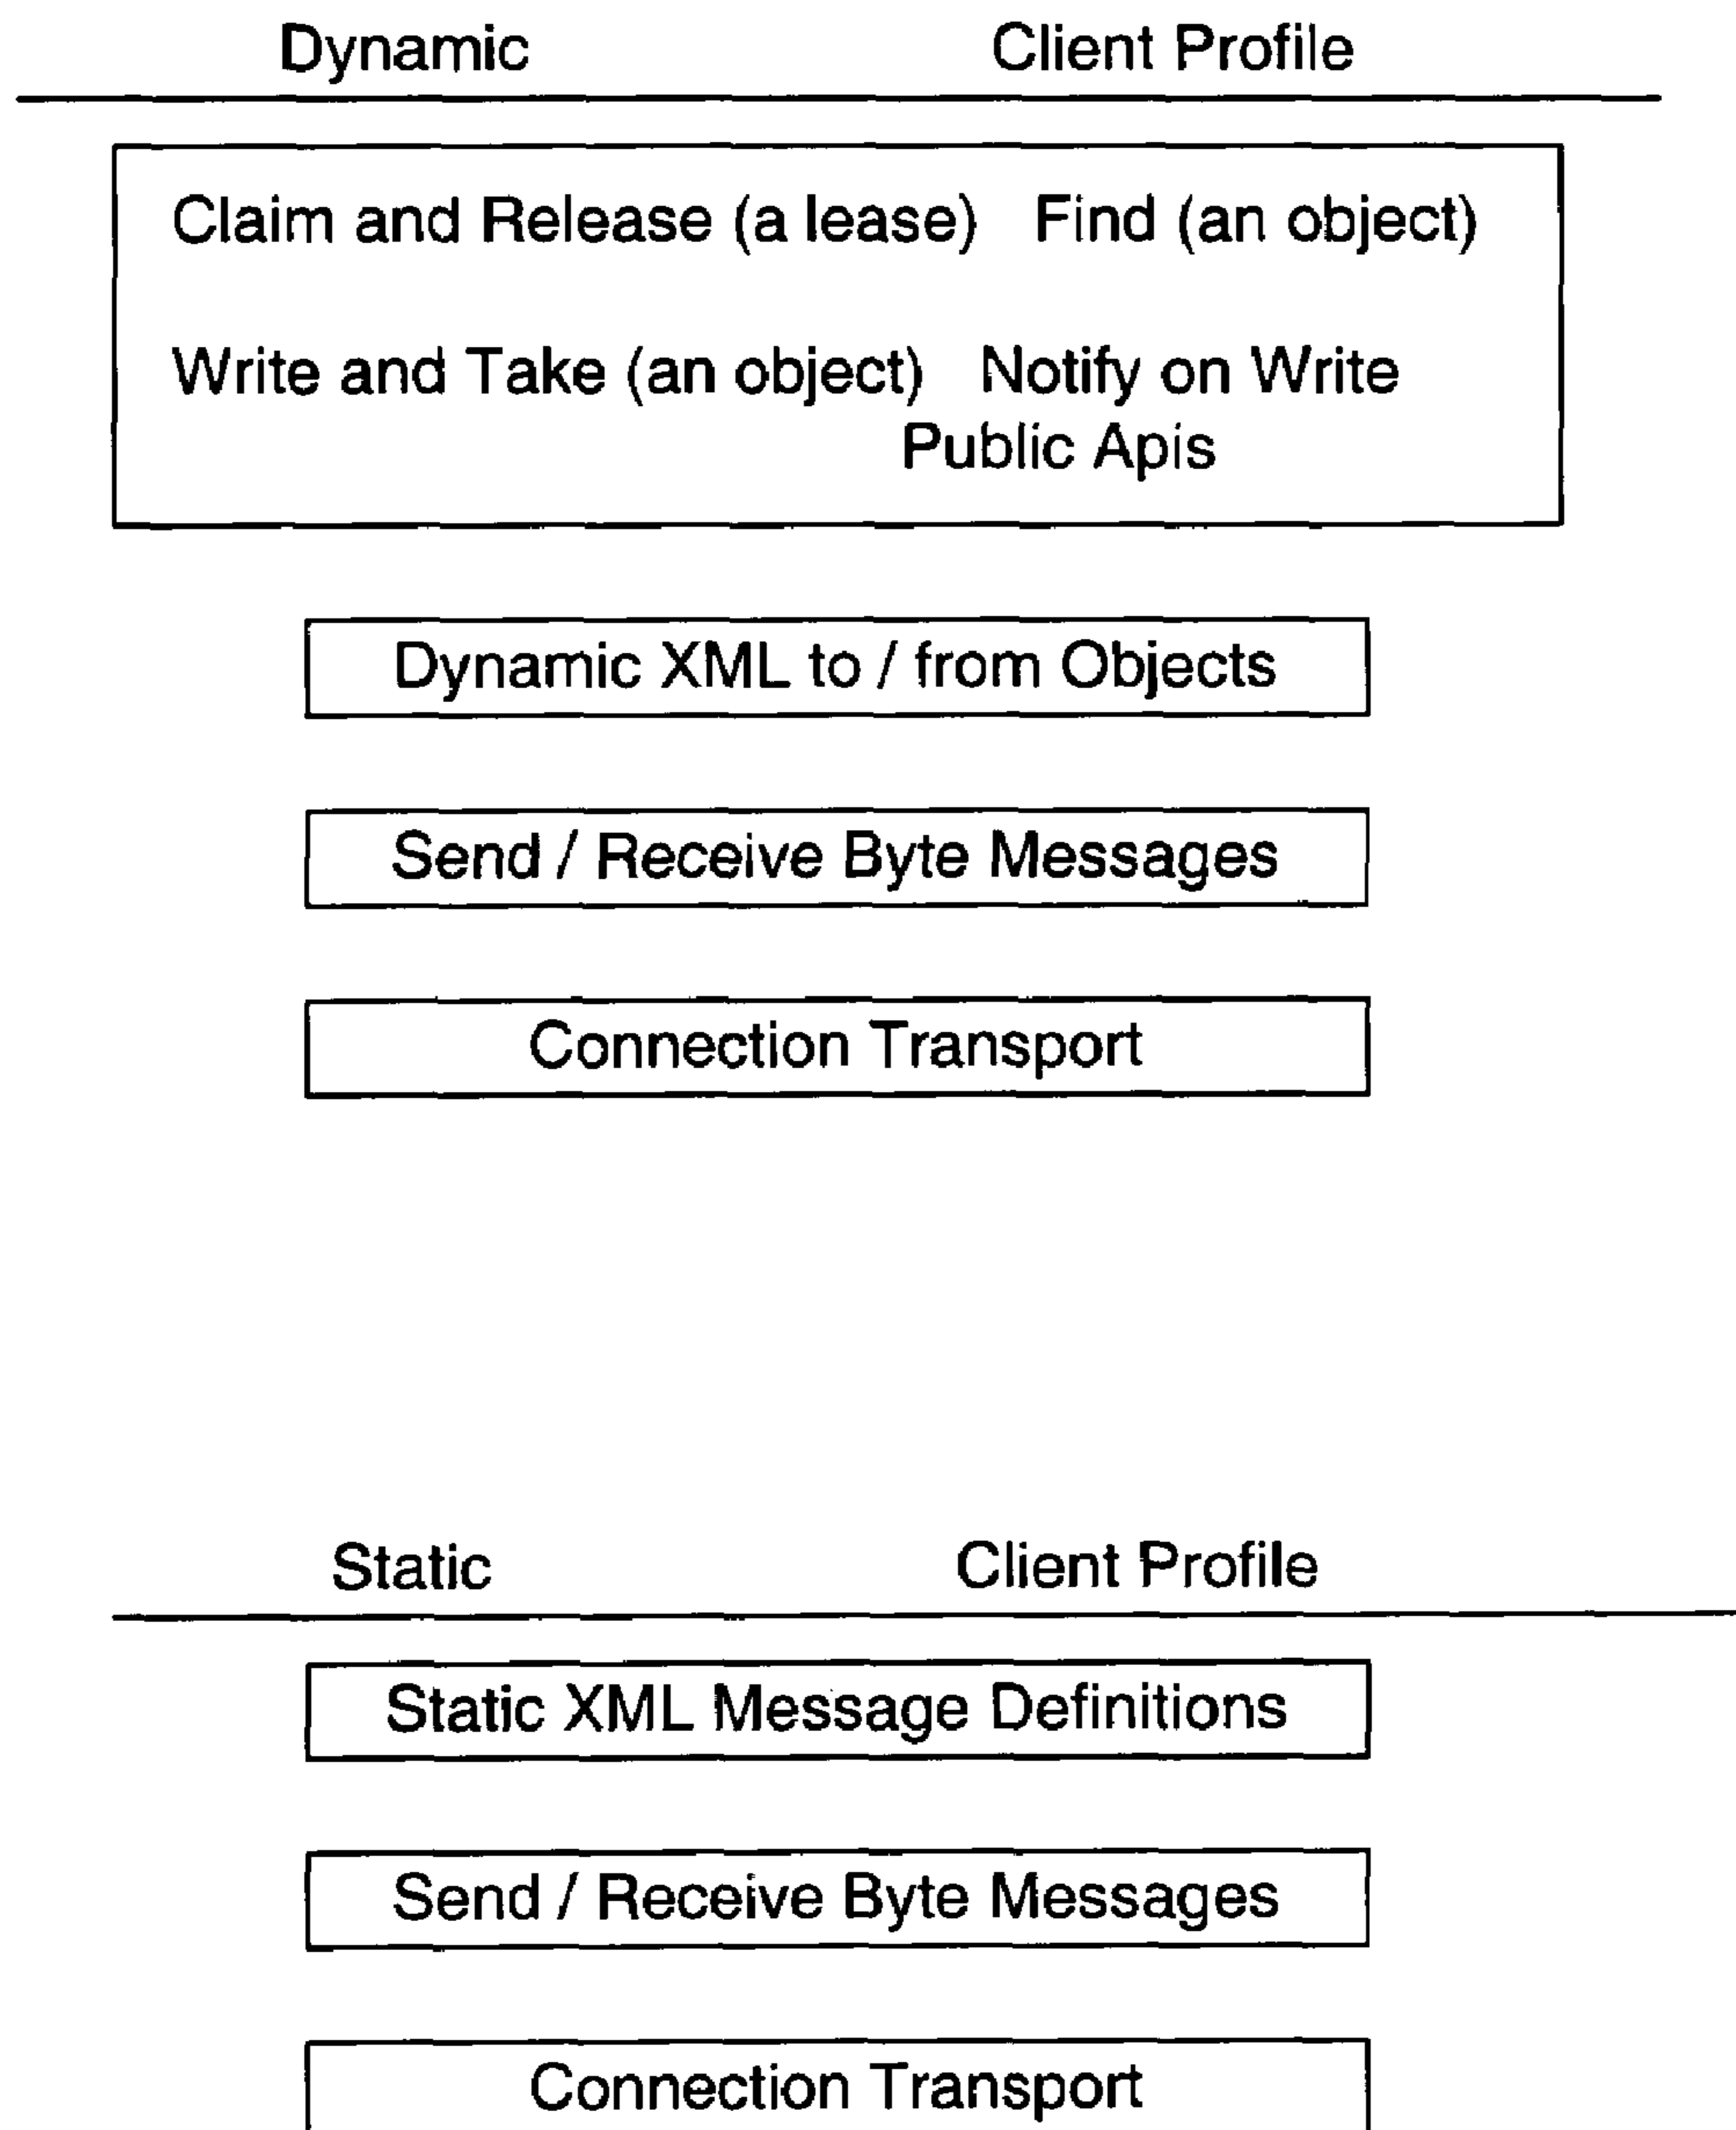 Dynamic Client Profile
Claim and Release (a lease) Find (an object)
Write and Take (an object) Notify on Write
Public Apis
Dynamic XML to / from Objects
Send / Receive Byte Messages
Connection Transport
Static Client Profile
Static XML Message Definitions
Send / Receive Byte Messages
Connection Transport